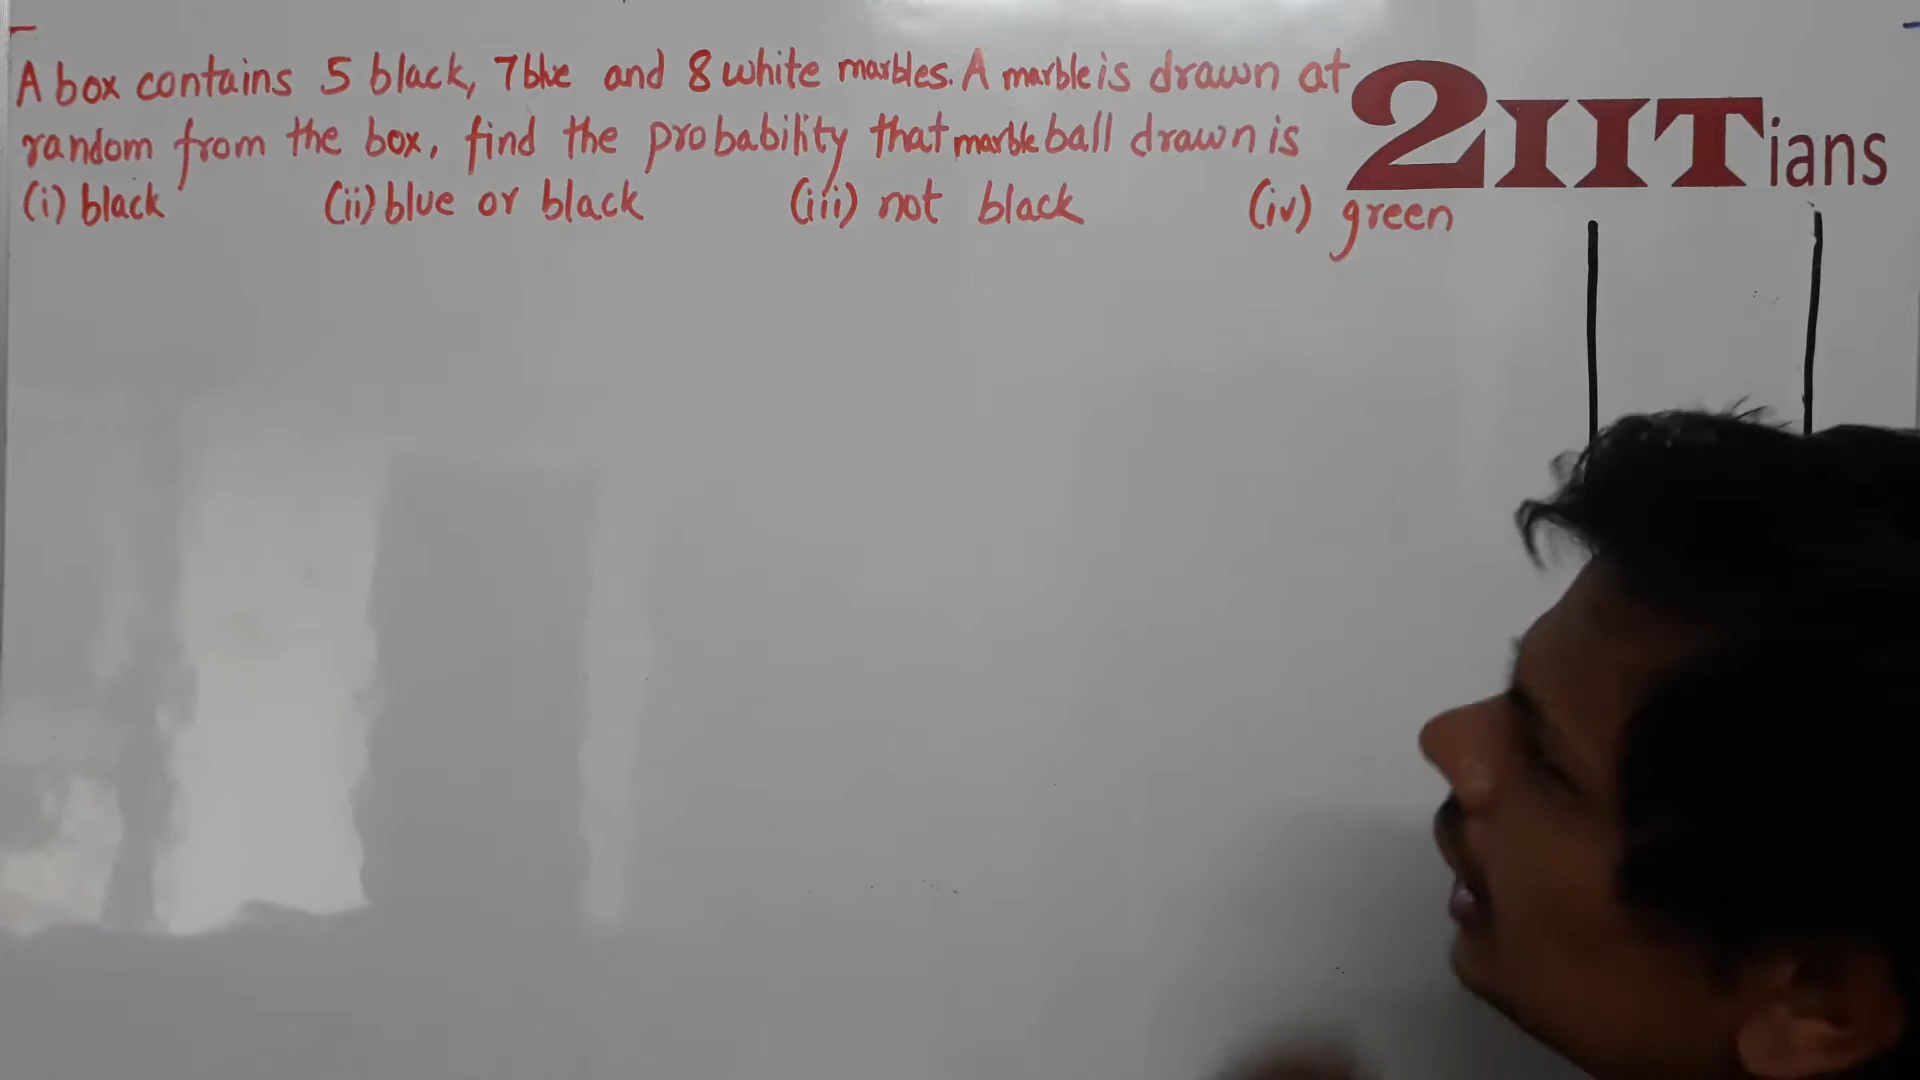 A box contains 5 black, 7 blue and 8 white marbles. A marble is drawn at
random from the box, find the probability that marble ball drawn is
(i) black (ii) blue or black (iii) not black (iv) green
2IITians